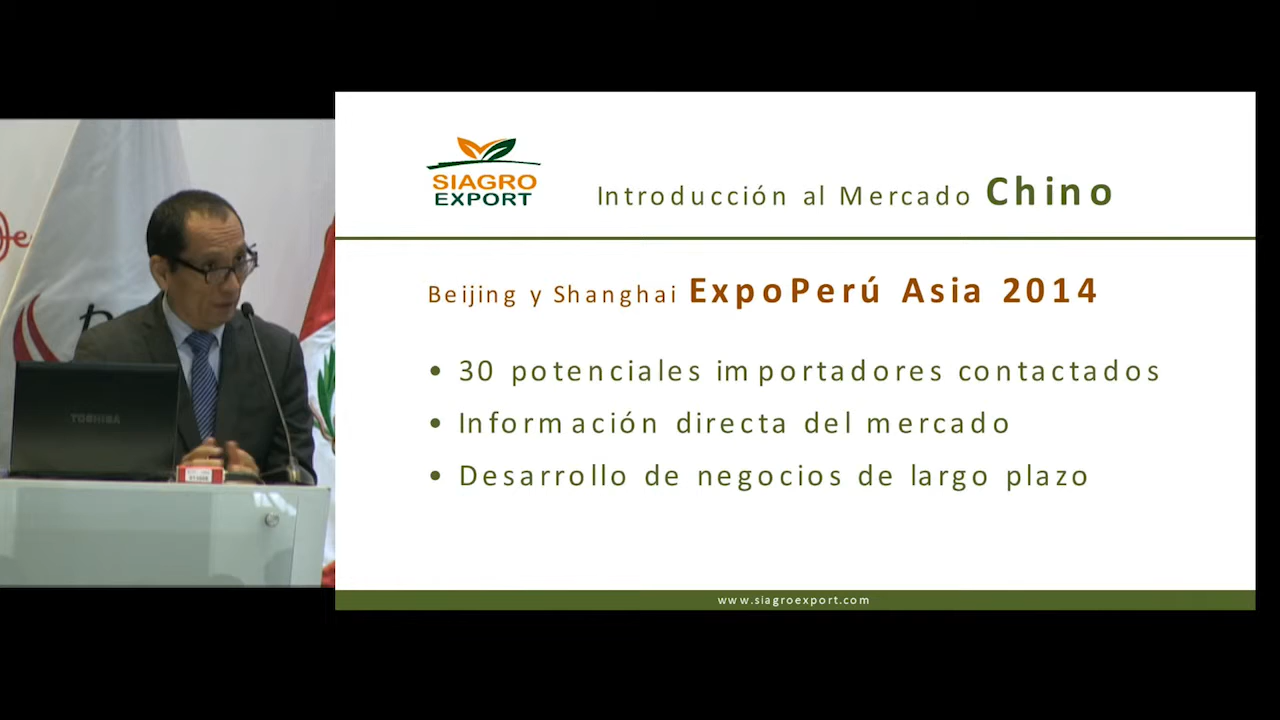 SIAGRO
EXPORT
Introducción al Mercado Chino
Beijing y Shanghai ExpoPerú Asia 2014
• 30 potenciales importadores contactados
• Información directa del mercado
• Desarrollo de negocios de largo plazo
www.siagroexport.com
TOSHIBA